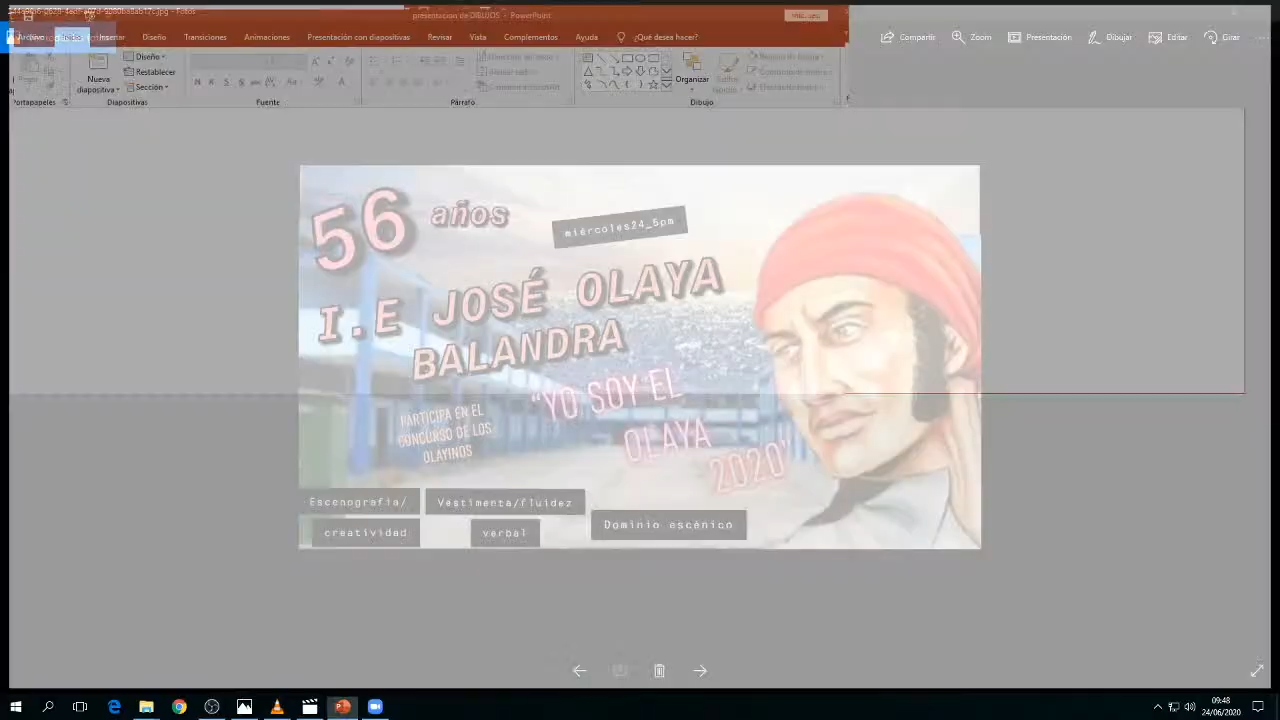 presentacion de DIBUJOS - PowerPoint
Archivo Insertar Diseño Transiciones Animaciones Presentación con diapositivas Revisar Vista Complementos Ayuda ¿Qué desea hacer?
Compartir Zoom Presentación Dibujar Editar Girar
Nueva diapositiva
Diseño
Restablecer
Sección
Organizar
Portapapeles Diapositivas Fuente Párrafo Dibujo
56 años
miércoles24_5pm
I.E JOSÉ OLAYA
BALANDRA
"YO SOY EL
OLAYA
2020"
PARTICIPA EN EL
CONCURSO DE LOS
OLAYINOS
Escenografía/
creatividad
Vestimenta/fluidez
verbal
Dominio escénico
09:48
24/06/2020